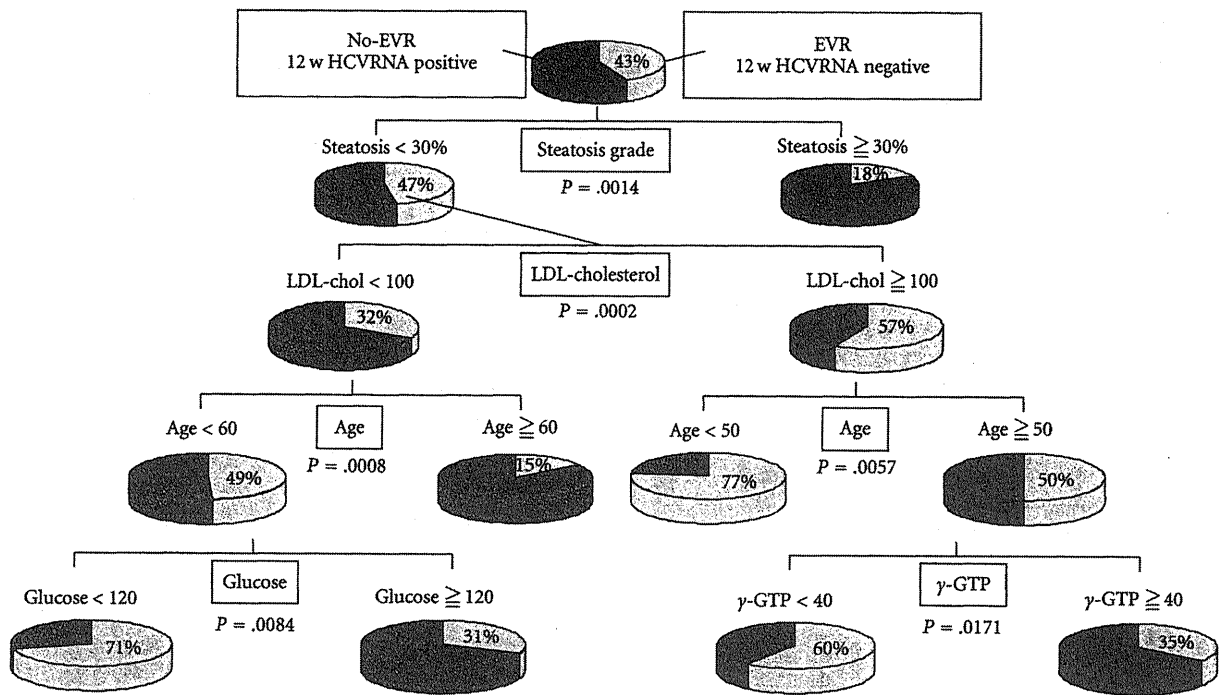 No-EVR
12 w HCVRNA positive
43%
EVR
12 w HCVRNA negative
Steatosis < 30%
47%
Steatosis grade
P = .0014
Steatosis ≧ 30%
18%
LDL-chol < 100
32%
LDL-cholesterol
P = .0002
LDL-chol ≧ 100
57%
Age < 60
49%
Age
P = .0008
Age ≧ 60
15%
Age < 50
77%
Age
P = .0057
Age ≧ 50
50%
Glucose < 120
71%
Glucose
P = .0084
Glucose ≧ 120
31%
γ-GTP < 40
60%
γ-GTP
P = .0171
γ-GTP ≧ 40
35%